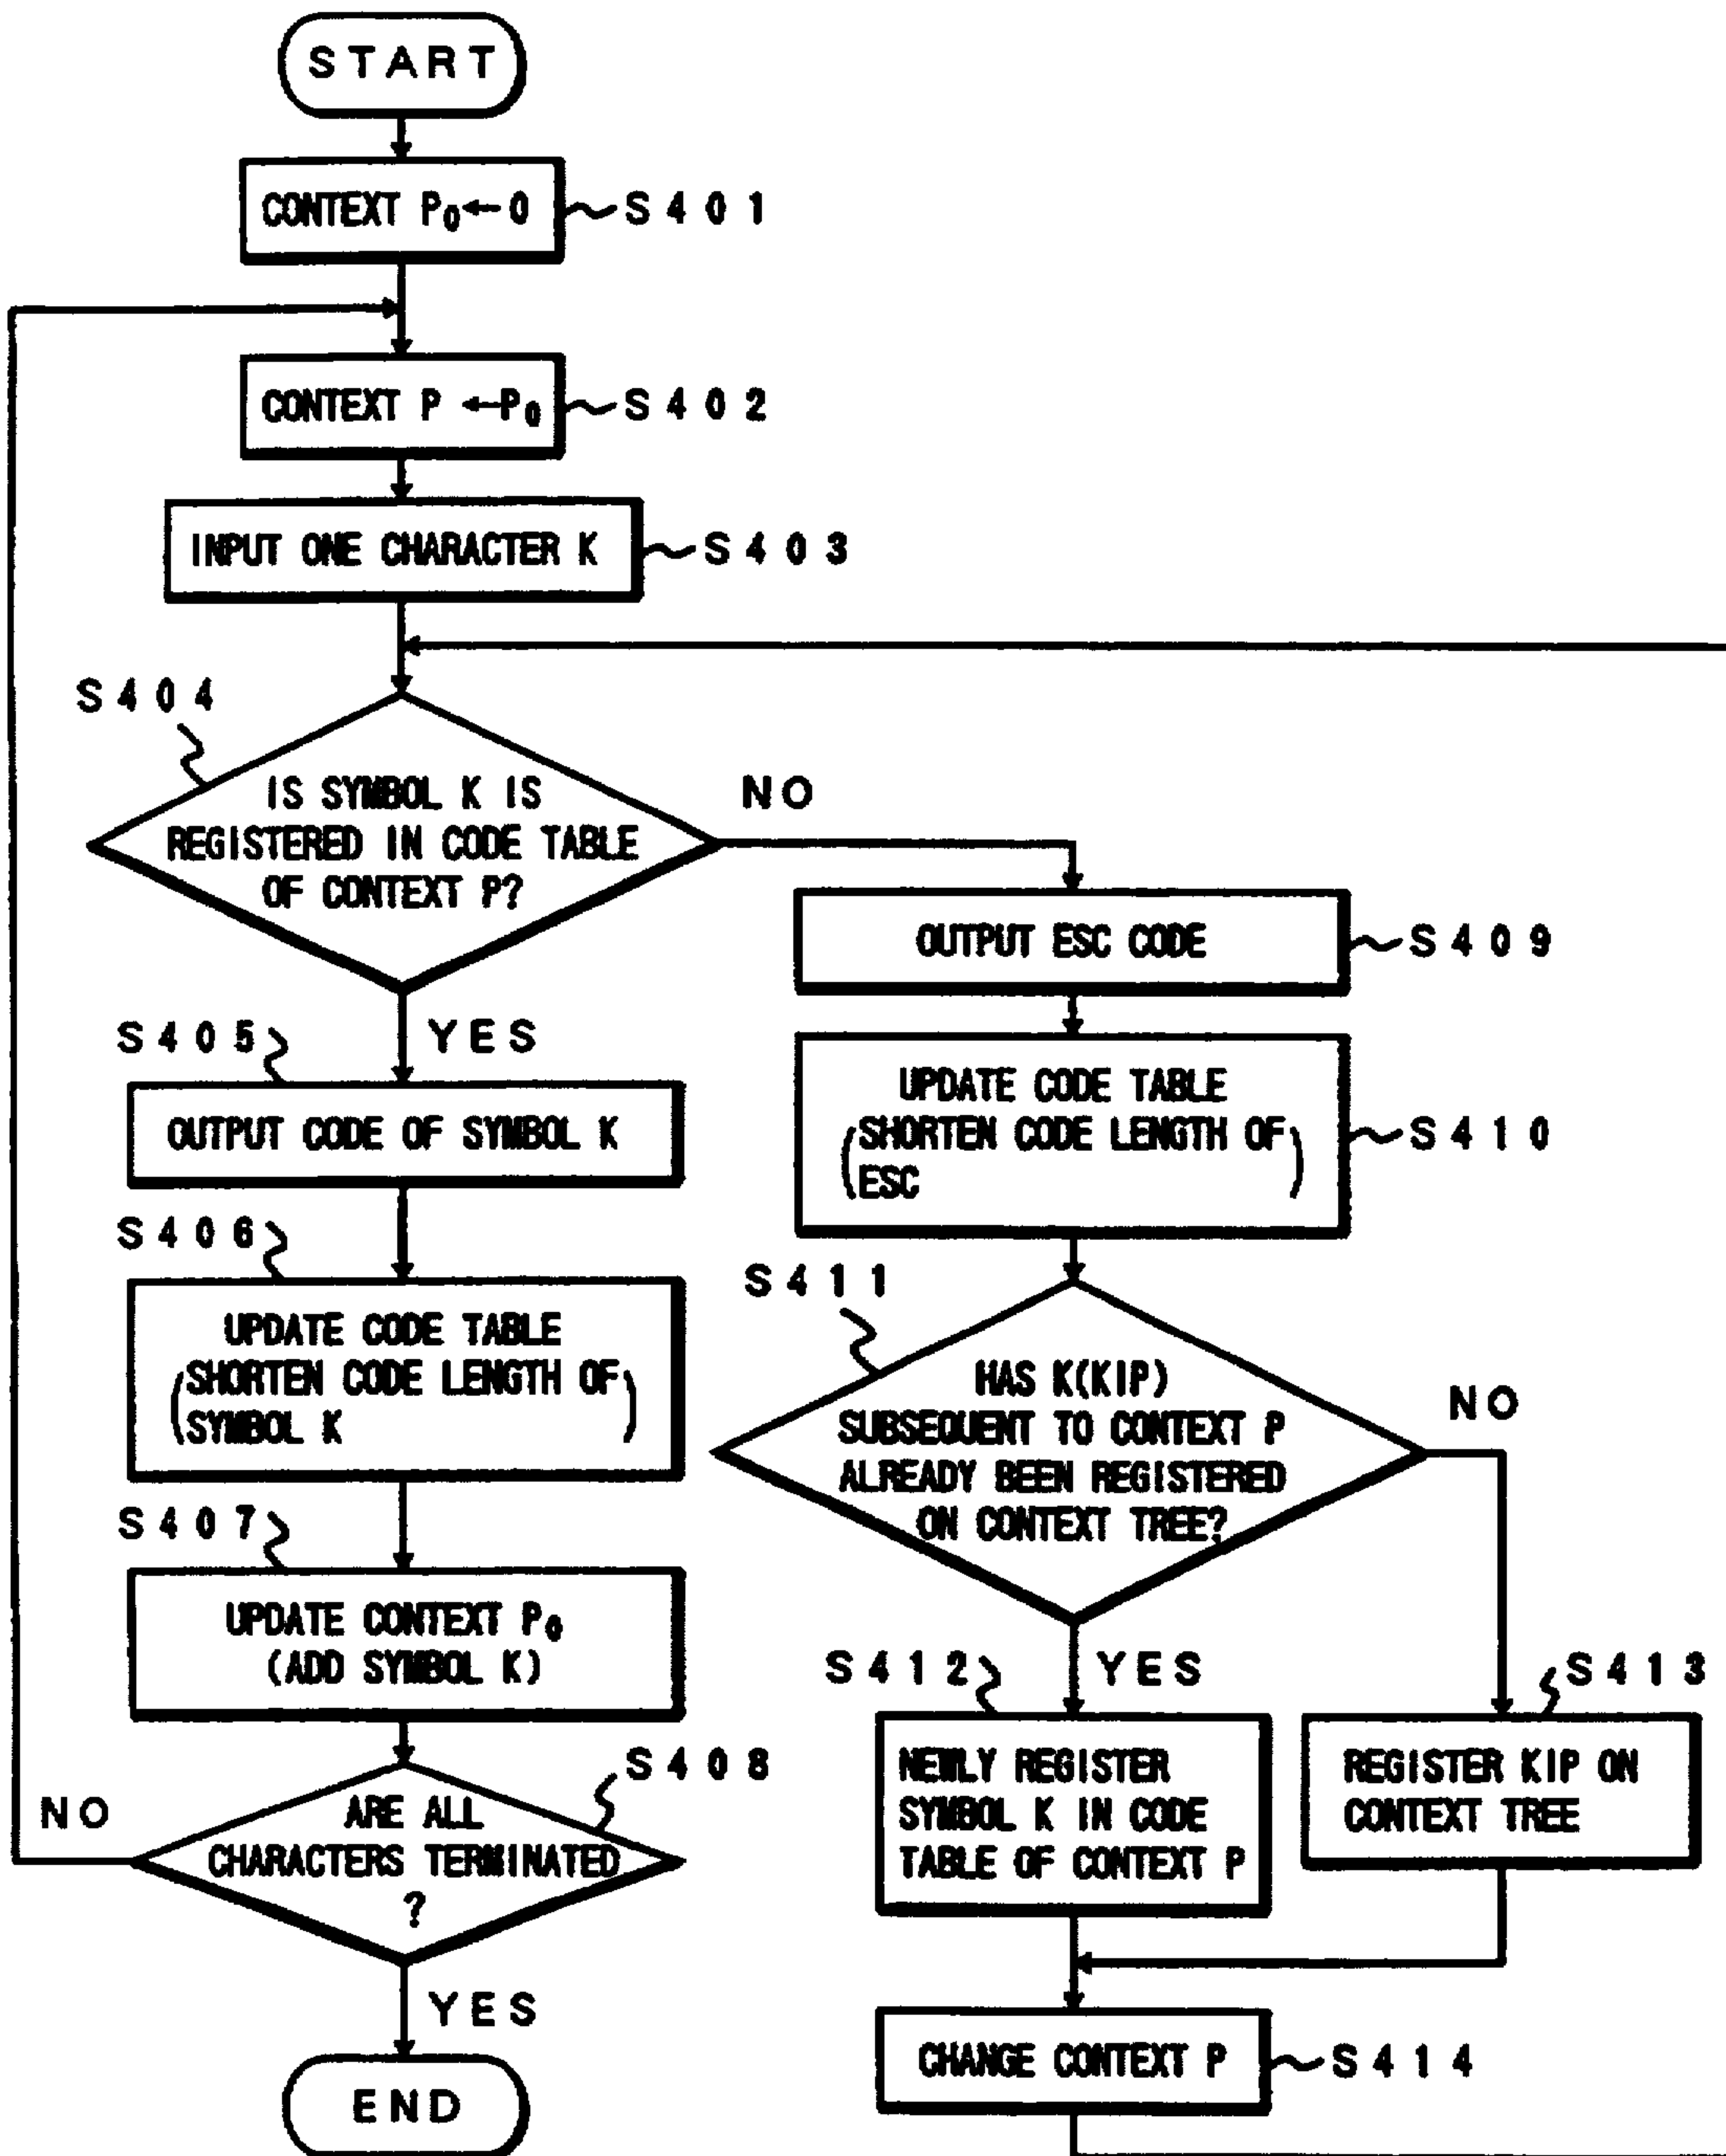 START
CONTEXT P₀←0
S401
CONTEXT P ←P₀
S402
INPUT ONE CHARACTER K
S403
S404
IS SYMBOL K IS
REGISTERED IN CODE TABLE
OF CONTEXT P?
NO
YES
S405
OUTPUT CODE OF SYMBOL K
S406
UPDATE CODE TABLE
(SHORTEN CODE LENGTH OF
SYMBOL K)
S407
UPDATE CONTEXT P₀
(ADD SYMBOL K)
S408
ARE ALL
CHARACTERS TERMINATED
?
NO
YES
END
OUTPUT ESC CODE
S409
UPDATE CODE TABLE
(SHORTEN CODE LENGTH OF
ESC)
S410
S411
HAS K(KIP)
SUBSEQUENT TO CONTEXT P
ALREADY BEEN REGISTERED
ON CONTEXT TREE?
NO
YES
S412
NEWLY REGISTER
SYMBOL K IN CODE
TABLE OF CONTEXT P
S413
REGISTER KIP ON
CONTEXT TREE
CHANGE CONTEXT P
S414